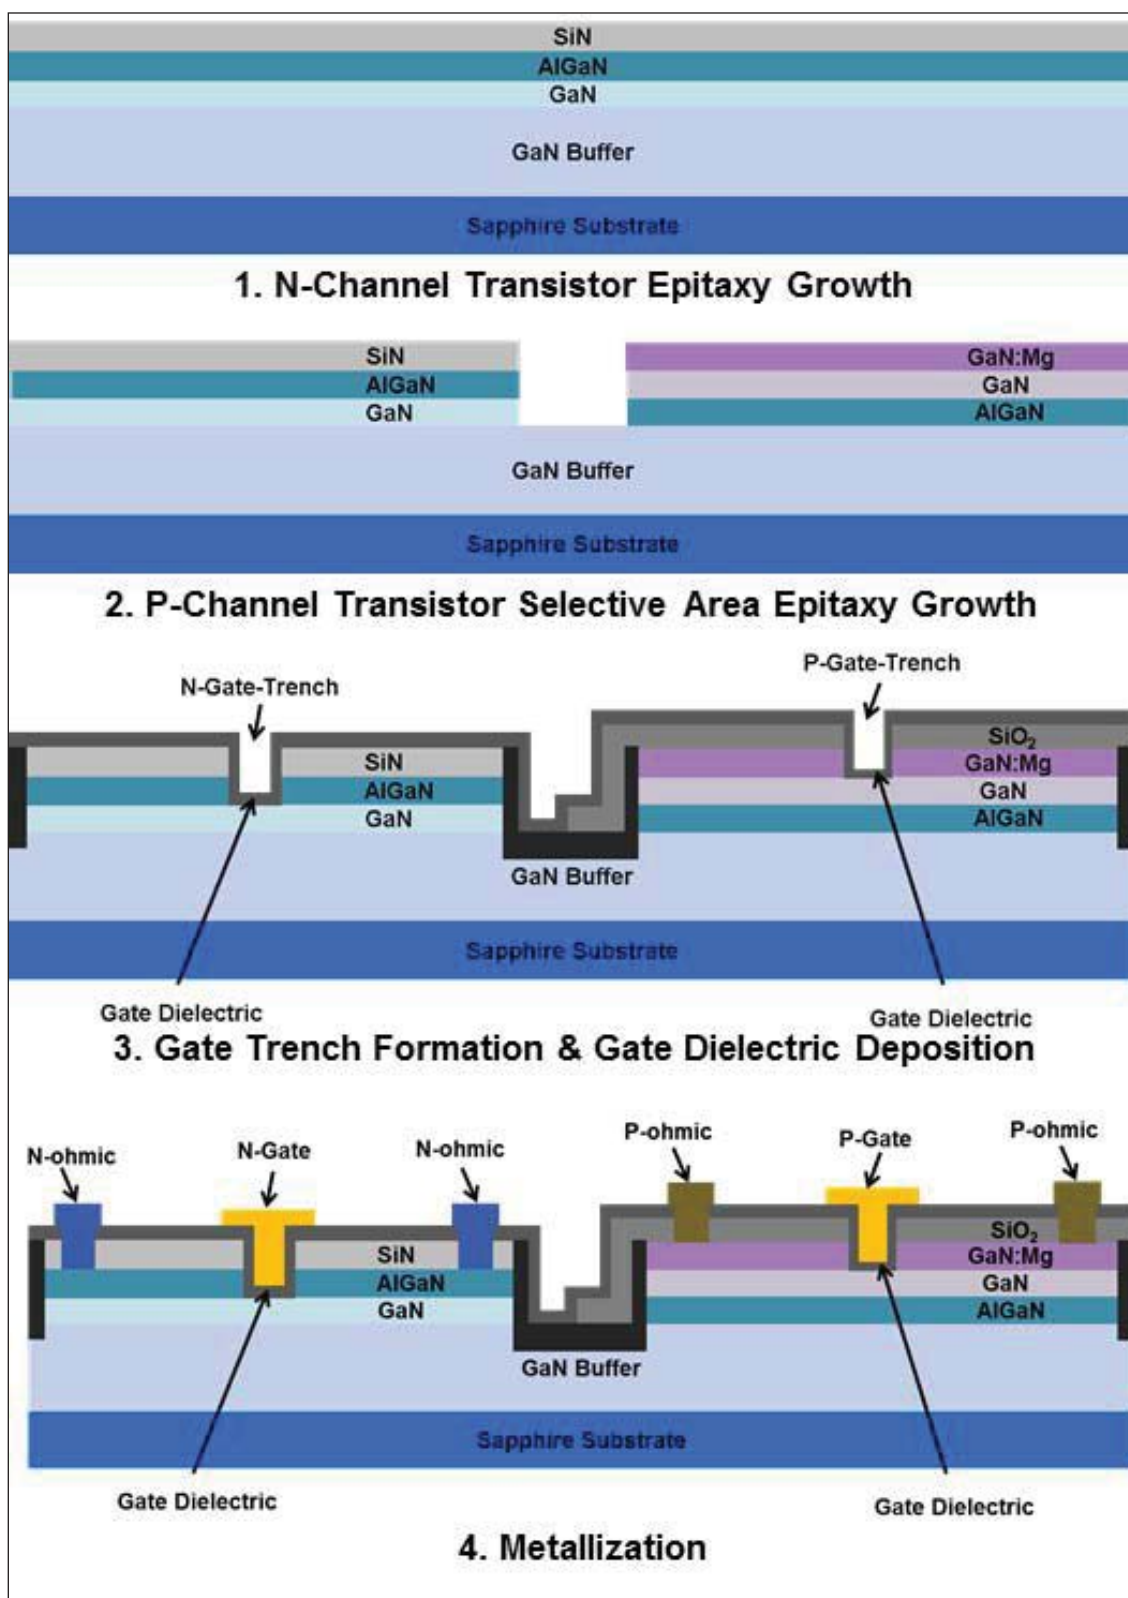 SiN
AlGaN
GaN
GaN Buffer
Sapphire Substrate
1. N-Channel Transistor Epitaxy Growth
SiN
GaN:Mg
AlGaN
GaN
GaN
AlGaN
GaN Buffer
Sapphire Substrate
2. P-Channel Transistor Selective Area Epitaxy Growth
N-Gate-Trench
P-Gate-Trench
SiO₂
SiN
GaN:Mg
AlGaN
GaN
GaN
AlGaN
GaN Buffer
Sapphire Substrate
Gate Dielectric
Gate Dielectric
3. Gate Trench Formation & Gate Dielectric Deposition
N-ohmic
N-Gate
N-ohmic
P-ohmic
P-Gate
P-ohmic
SiO₂
SiN
GaN:Mg
AlGaN
GaN
GaN
AlGaN
GaN Buffer
Sapphire Substrate
Gate Dielectric
Gate Dielectric
4. Metallization